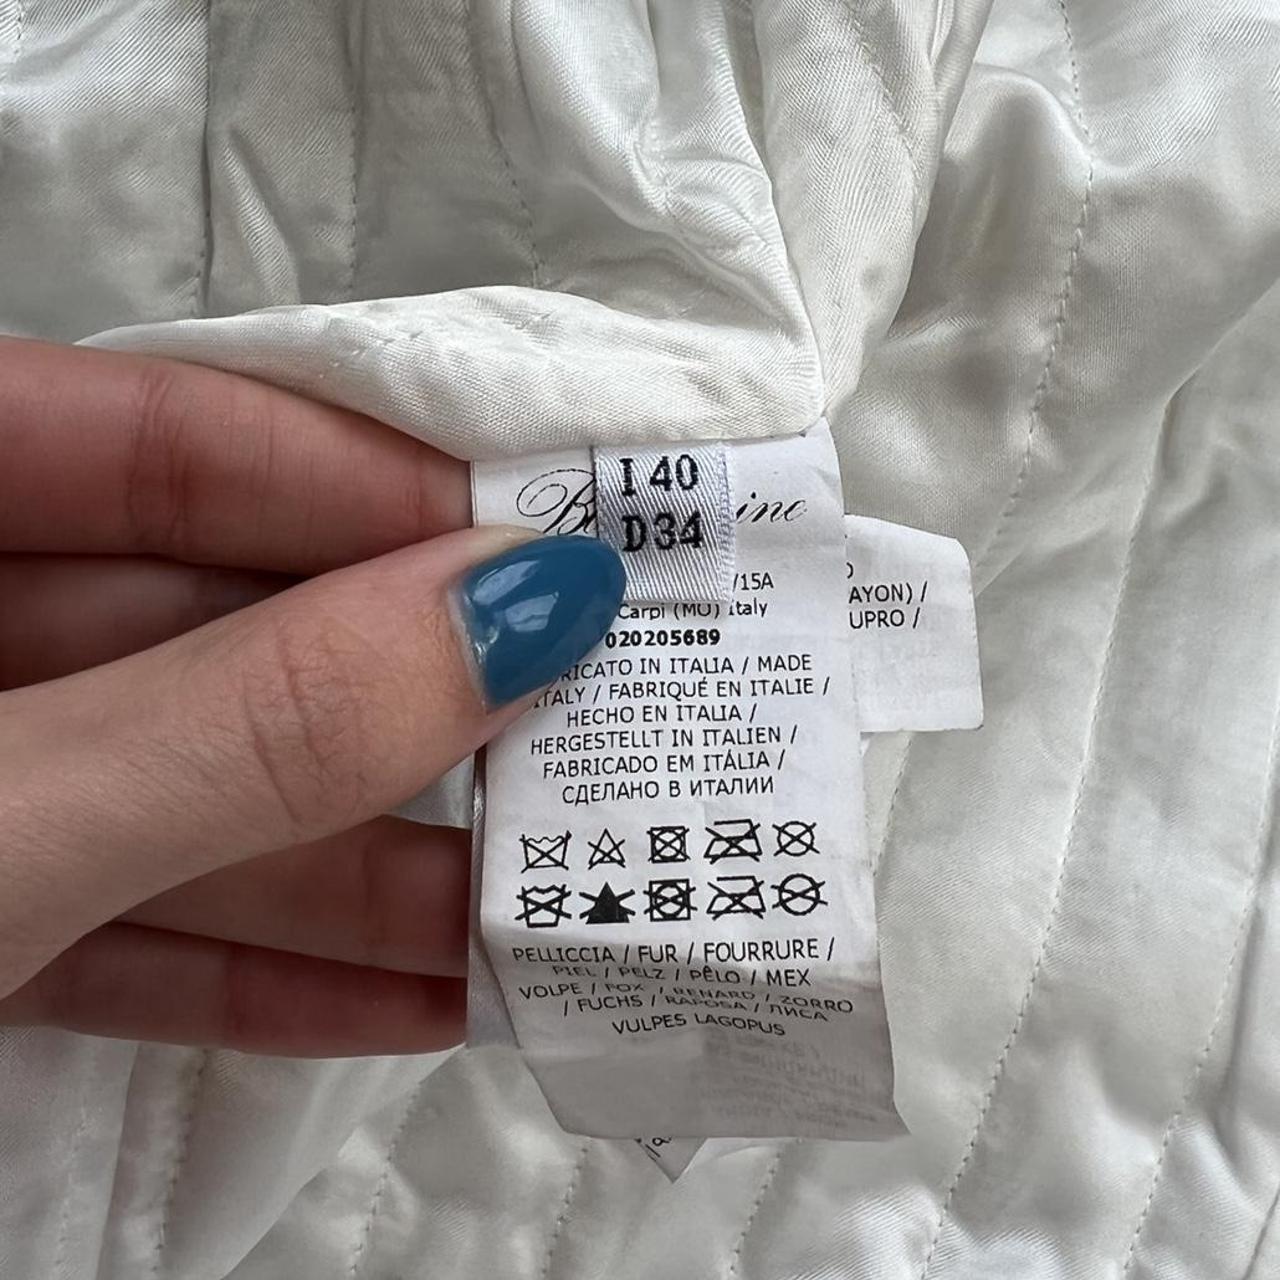 I 40
D34
ine
/15A
Carpi (MO) Italy
020205689
RICATO IN ITALIA / MADE
ITALY / FABRIQUÉ EN ITALIE /
HECHO EN ITALIA /
HERGESTELLT IN ITALIEN /
FABRICADO EM ITÁLIA /
СДЕЛАНО В ИТАЛИИ
PELLICCIA / FUR / FOURRURE /
PIEL / PELZ / PÊLO / MEX
VOLPE / FOX / RENARD / ZORRO
/ FUCHS / RAPOSA / ЛИСА
VULPES LAGOPUS
AYON) /
UPRO /